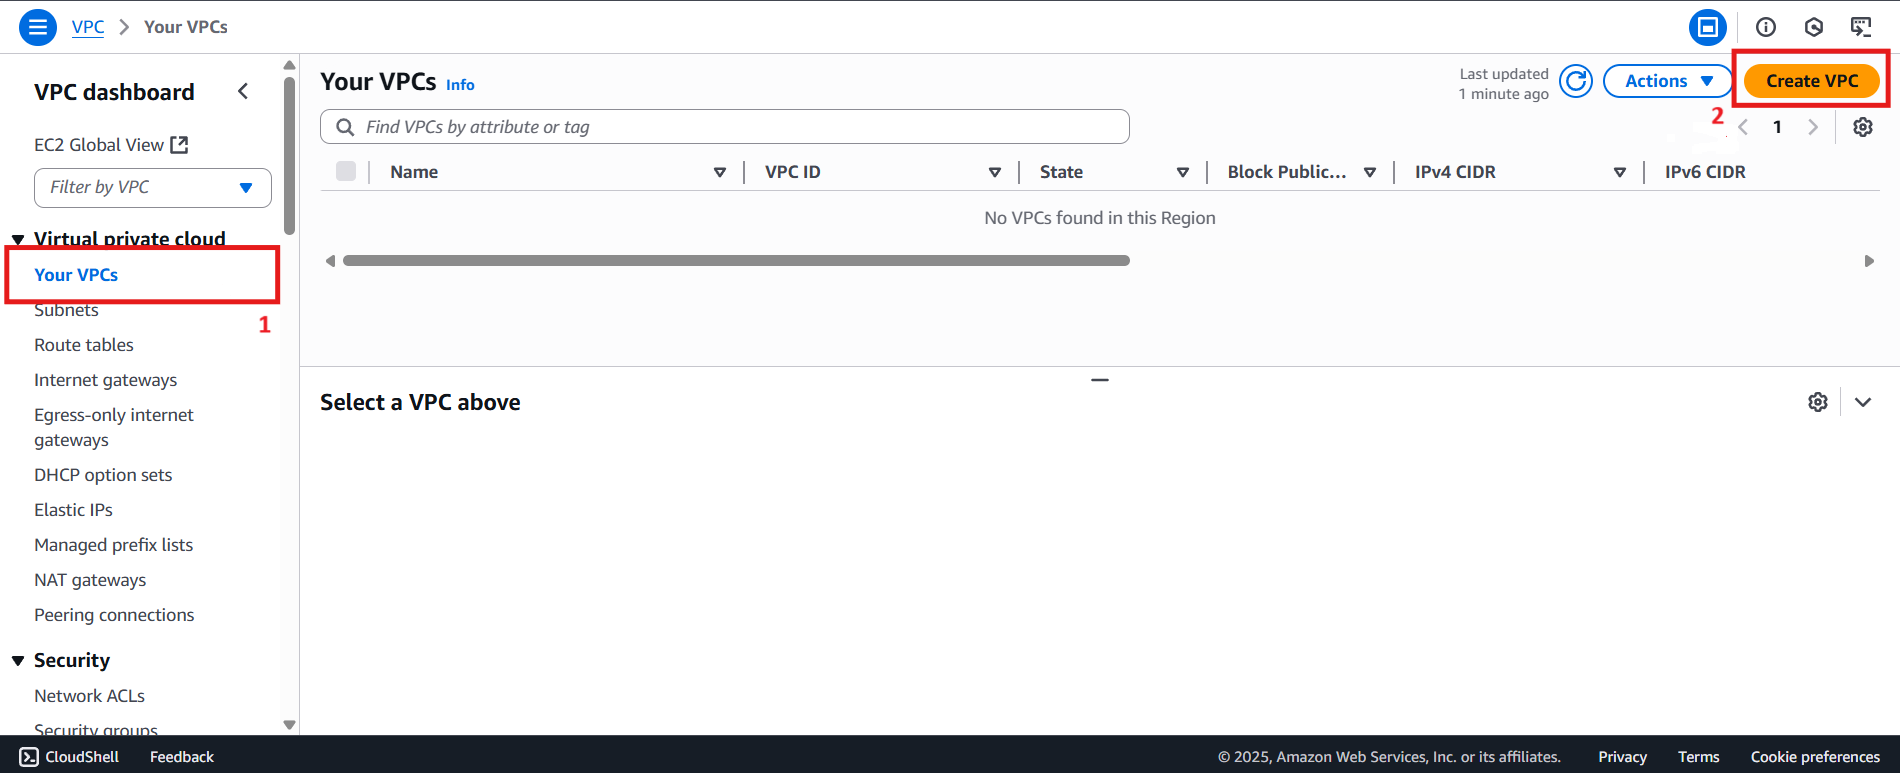 VPC > Your VPCs
VPC dashboard
EC2 Global View
Filter by VPC
Virtual private cloud
Your VPCs
1
Subnets
Route tables
Internet gateways
Egress-only internet
gateways
DHCP option sets
Elastic IPs
Managed prefix lists
NAT gateways
Peering connections
Security
Network ACLs
Security groups
Your VPCs Info
Last updated
1 minute ago
Actions
Create VPC
2
Find VPCs by attribute or tag
1
Name VPC ID State Block Public... IPv4 CIDR IPv6 CIDR
No VPCs found in this Region
Select a VPC above
CloudShell Feedback © 2025, Amazon Web Services, Inc. or its affiliates. Privacy Terms Cookie preferences